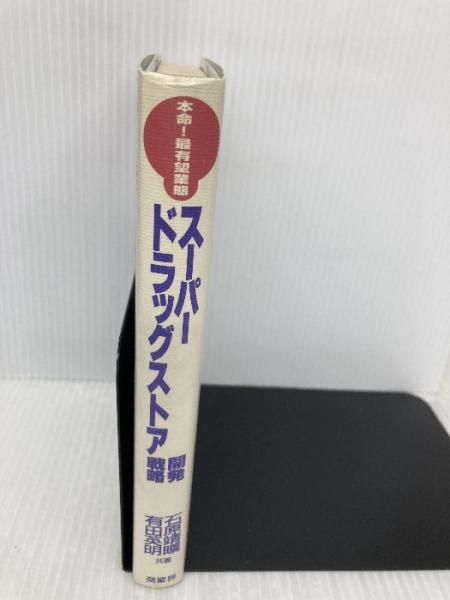 本命!最有望業態
スーパー
ドラッグストア
開発
戦略
石原靖曠
有田英明
共著
商業界